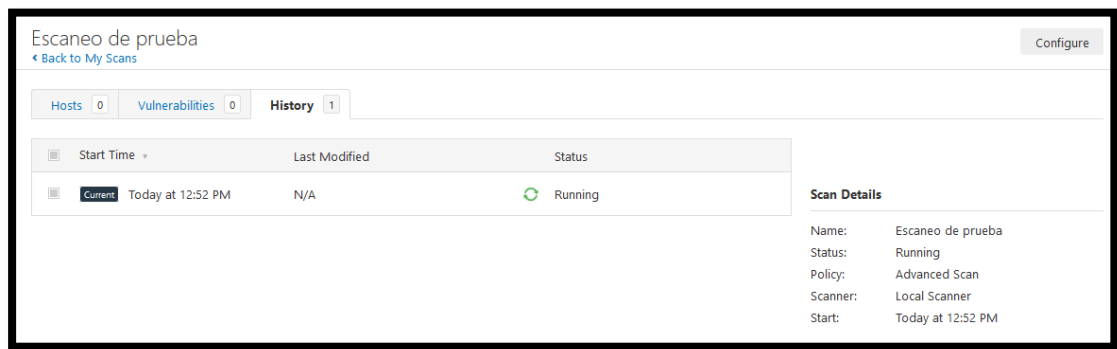 Escaneo de prueba
Back to My Scans
Configure
Hosts 0 Vulnerabilities 0 History 1
Start Time Last Modified Status
Current Today at 12:52 PM N/A Running
Scan Details
Name: Escaneo de prueba
Status: Running
Policy: Advanced Scan
Scanner: Local Scanner
Start: Today at 12:52 PM